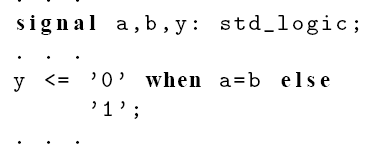 . . .
signal a,b,y: std_logic;
. . .
y <= '0' when a=b else
'1';
. . .